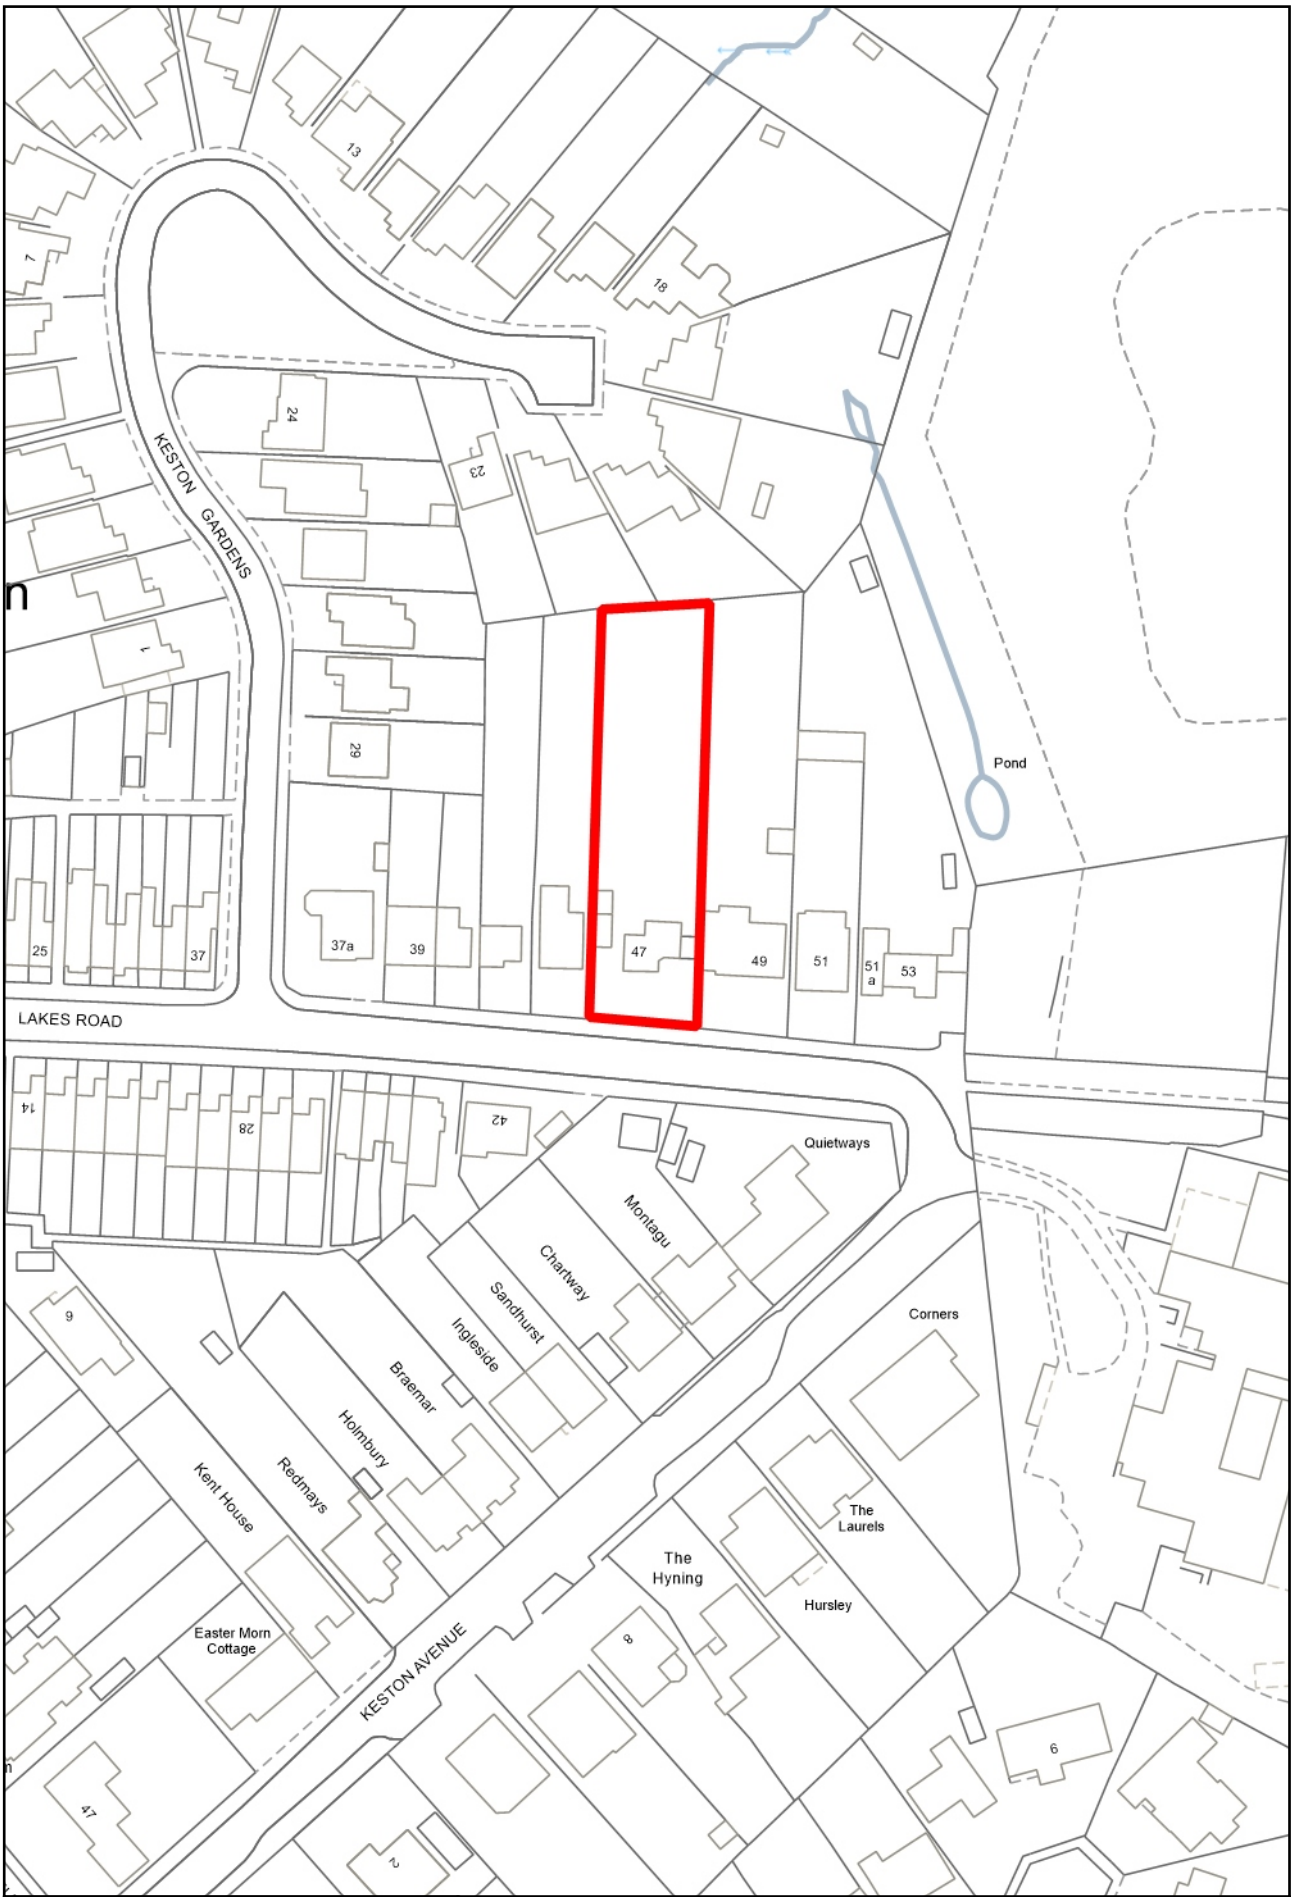 13
7
18
24
KESTON GARDENS
23
n
1
29
Pond
25
37
37a
39
47
49
51
51
a
53
LAKES ROAD
14
28
42
Quietways
Montagu
Chartway
Sandhurst
Ingleside
Corners
9
Braemar
Holmbury
Redmays
Kent House
The
Laurels
The
Hyning
Hursley
Easter Morn
Cottage
8
KESTON AVENUE
6
47
2